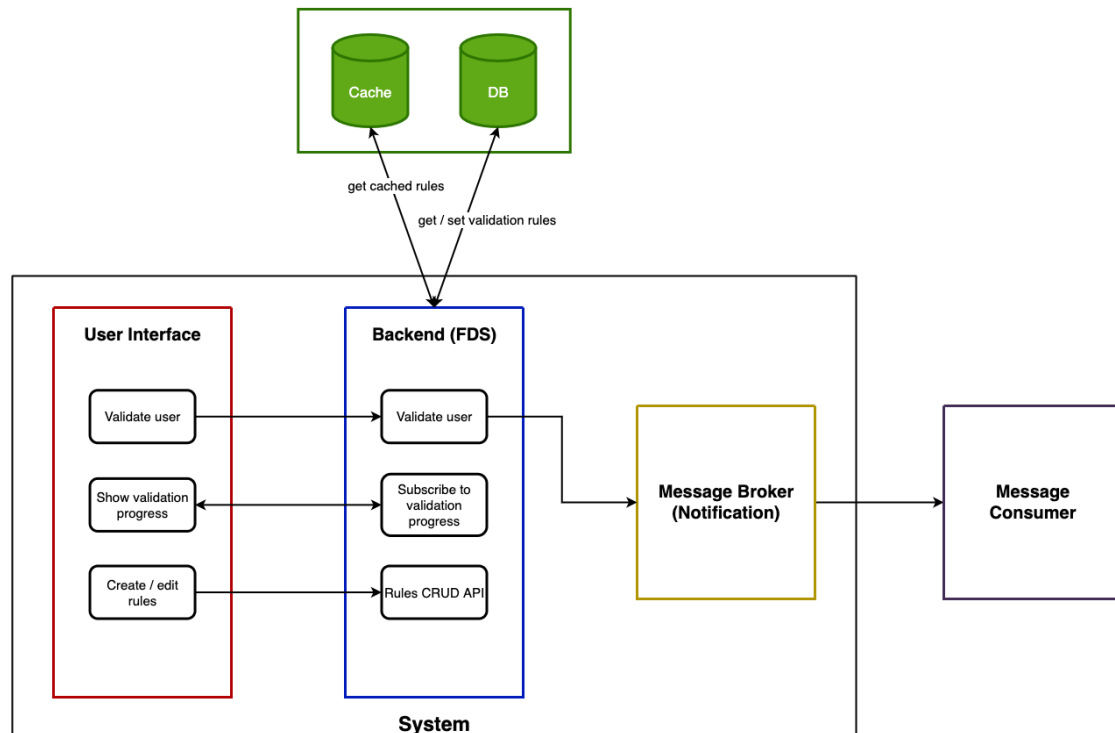 Cache
DB
get cached rules
get / set validation rules
User Interface
Backend (FDS)
Validate user
Validate user
Show validation
progress
Subscribe to
validation
progress
Create / edit
rules
Rules CRUD API
Message Broker
(Notification)
Message
Consumer
System